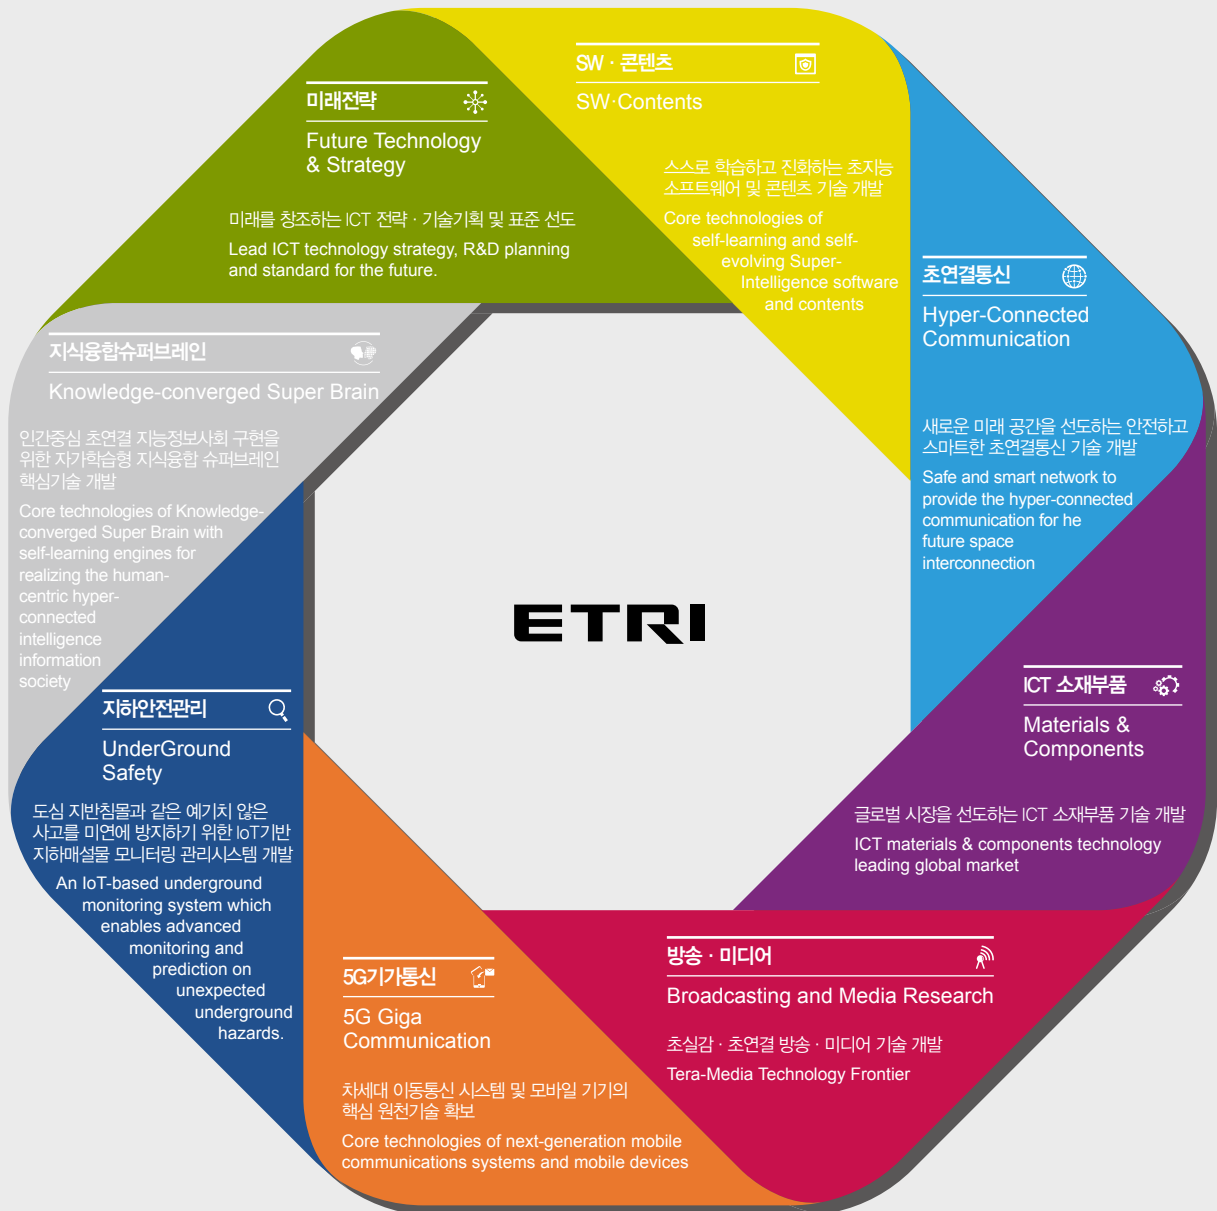 미래전략
Future Technology
& Strategy
미래를 창조하는 ICT 전략 · 기술기획 및 표준 선도
Lead ICT technology strategy, R&D planning
and standard for the future.
SW · 콘텐츠
SW·Contents
스스로 학습하고 진화하는 초지능
소프트웨어 및 콘텐츠 기술 개발
Core technologies of
self-learning and self-
evolving Super-
Intelligence software
and contents
초연결통신
Hyper-Connected
Communication
새로운 미래 공간을 선도하는 안전하고
스마트한 초연결통신 기술 개발
Safe and smart network to
provide the hyper-connected
communication for he
future space
interconnection
지식융합슈퍼브레인
Knowledge-converged Super Brain
인간중심 초연결 지능정보사회 구현을
위한 자가학습형 지식융합 슈퍼브레인
핵심기술 개발
Core technologies of Knowledge-
converged Super Brain with
self-learning engines for
realizing the human-
centric hyper-
connected
intelligence
information
society
ETRI
ICT 소재부품
Materials &
Components
글로벌 시장을 선도하는 ICT 소재부품 기술 개발
ICT materials & components technology
leading global market
지하안전관리
UnderGround
Safety
도심 지반침몰과 같은 예기치 않은
사고를 미연에 방지하기 위한 IoT기반
지하매설물 모니터링 관리시스템 개발
An IoT-based underground
monitoring system which
enables advanced
monitoring and
prediction on
unexpected
underground
hazards.
5G기가통신
5G Giga
Communication
차세대 이동통신 시스템 및 모바일 기기의
핵심 원천기술 확보
Core technologies of next-generation mobile
communications systems and mobile devices
방송 · 미디어
Broadcasting and Media Research
초실감 · 초연결 방송 · 미디어 기술 개발
Tera-Media Technology Frontier